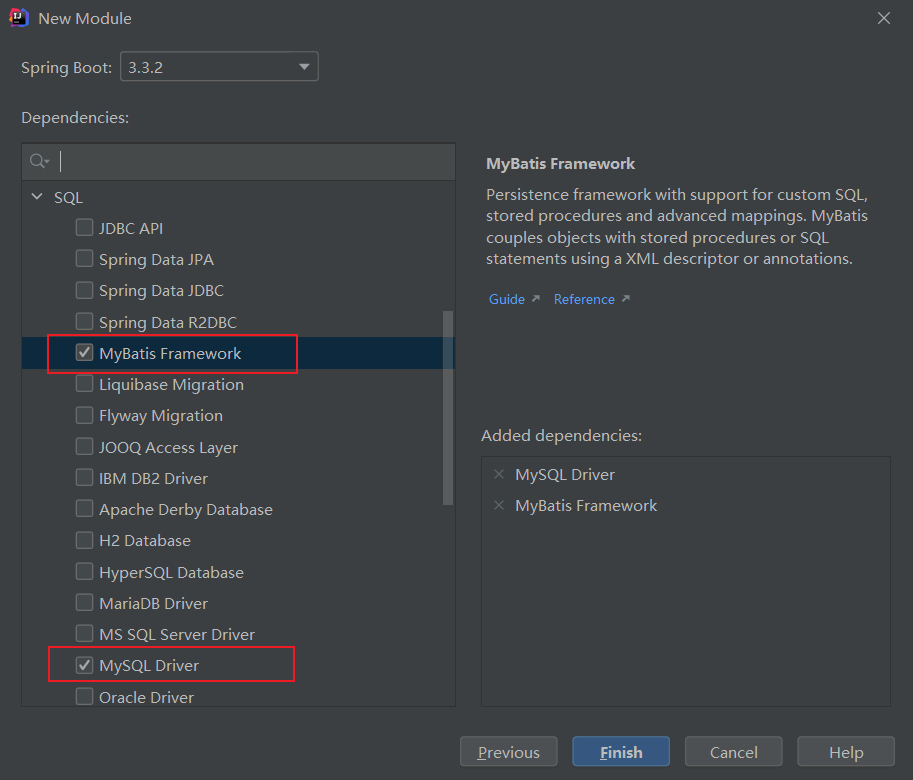 New Module
Spring Boot: 3.3.2
Dependencies:
SQL
JDBC API
Spring Data JPA
Spring Data JDBC
Spring Data R2DBC
MyBatis Framework
Liquibase Migration
Flyway Migration
JOOQ Access Layer
IBM DB2 Driver
Apache Derby Database
H2 Database
HyperSQL Database
MariaDB Driver
MS SQL Server Driver
MySQL Driver
Oracle Driver
MyBatis Framework
Persistence framework with support for custom SQL,
stored procedures and advanced mappings. MyBatis
couples objects with stored procedures or SQL
statements using a XML descriptor or annotations.
Guide Reference
Added dependencies:
MySQL Driver
MyBatis Framework
Previous Finish Cancel Help